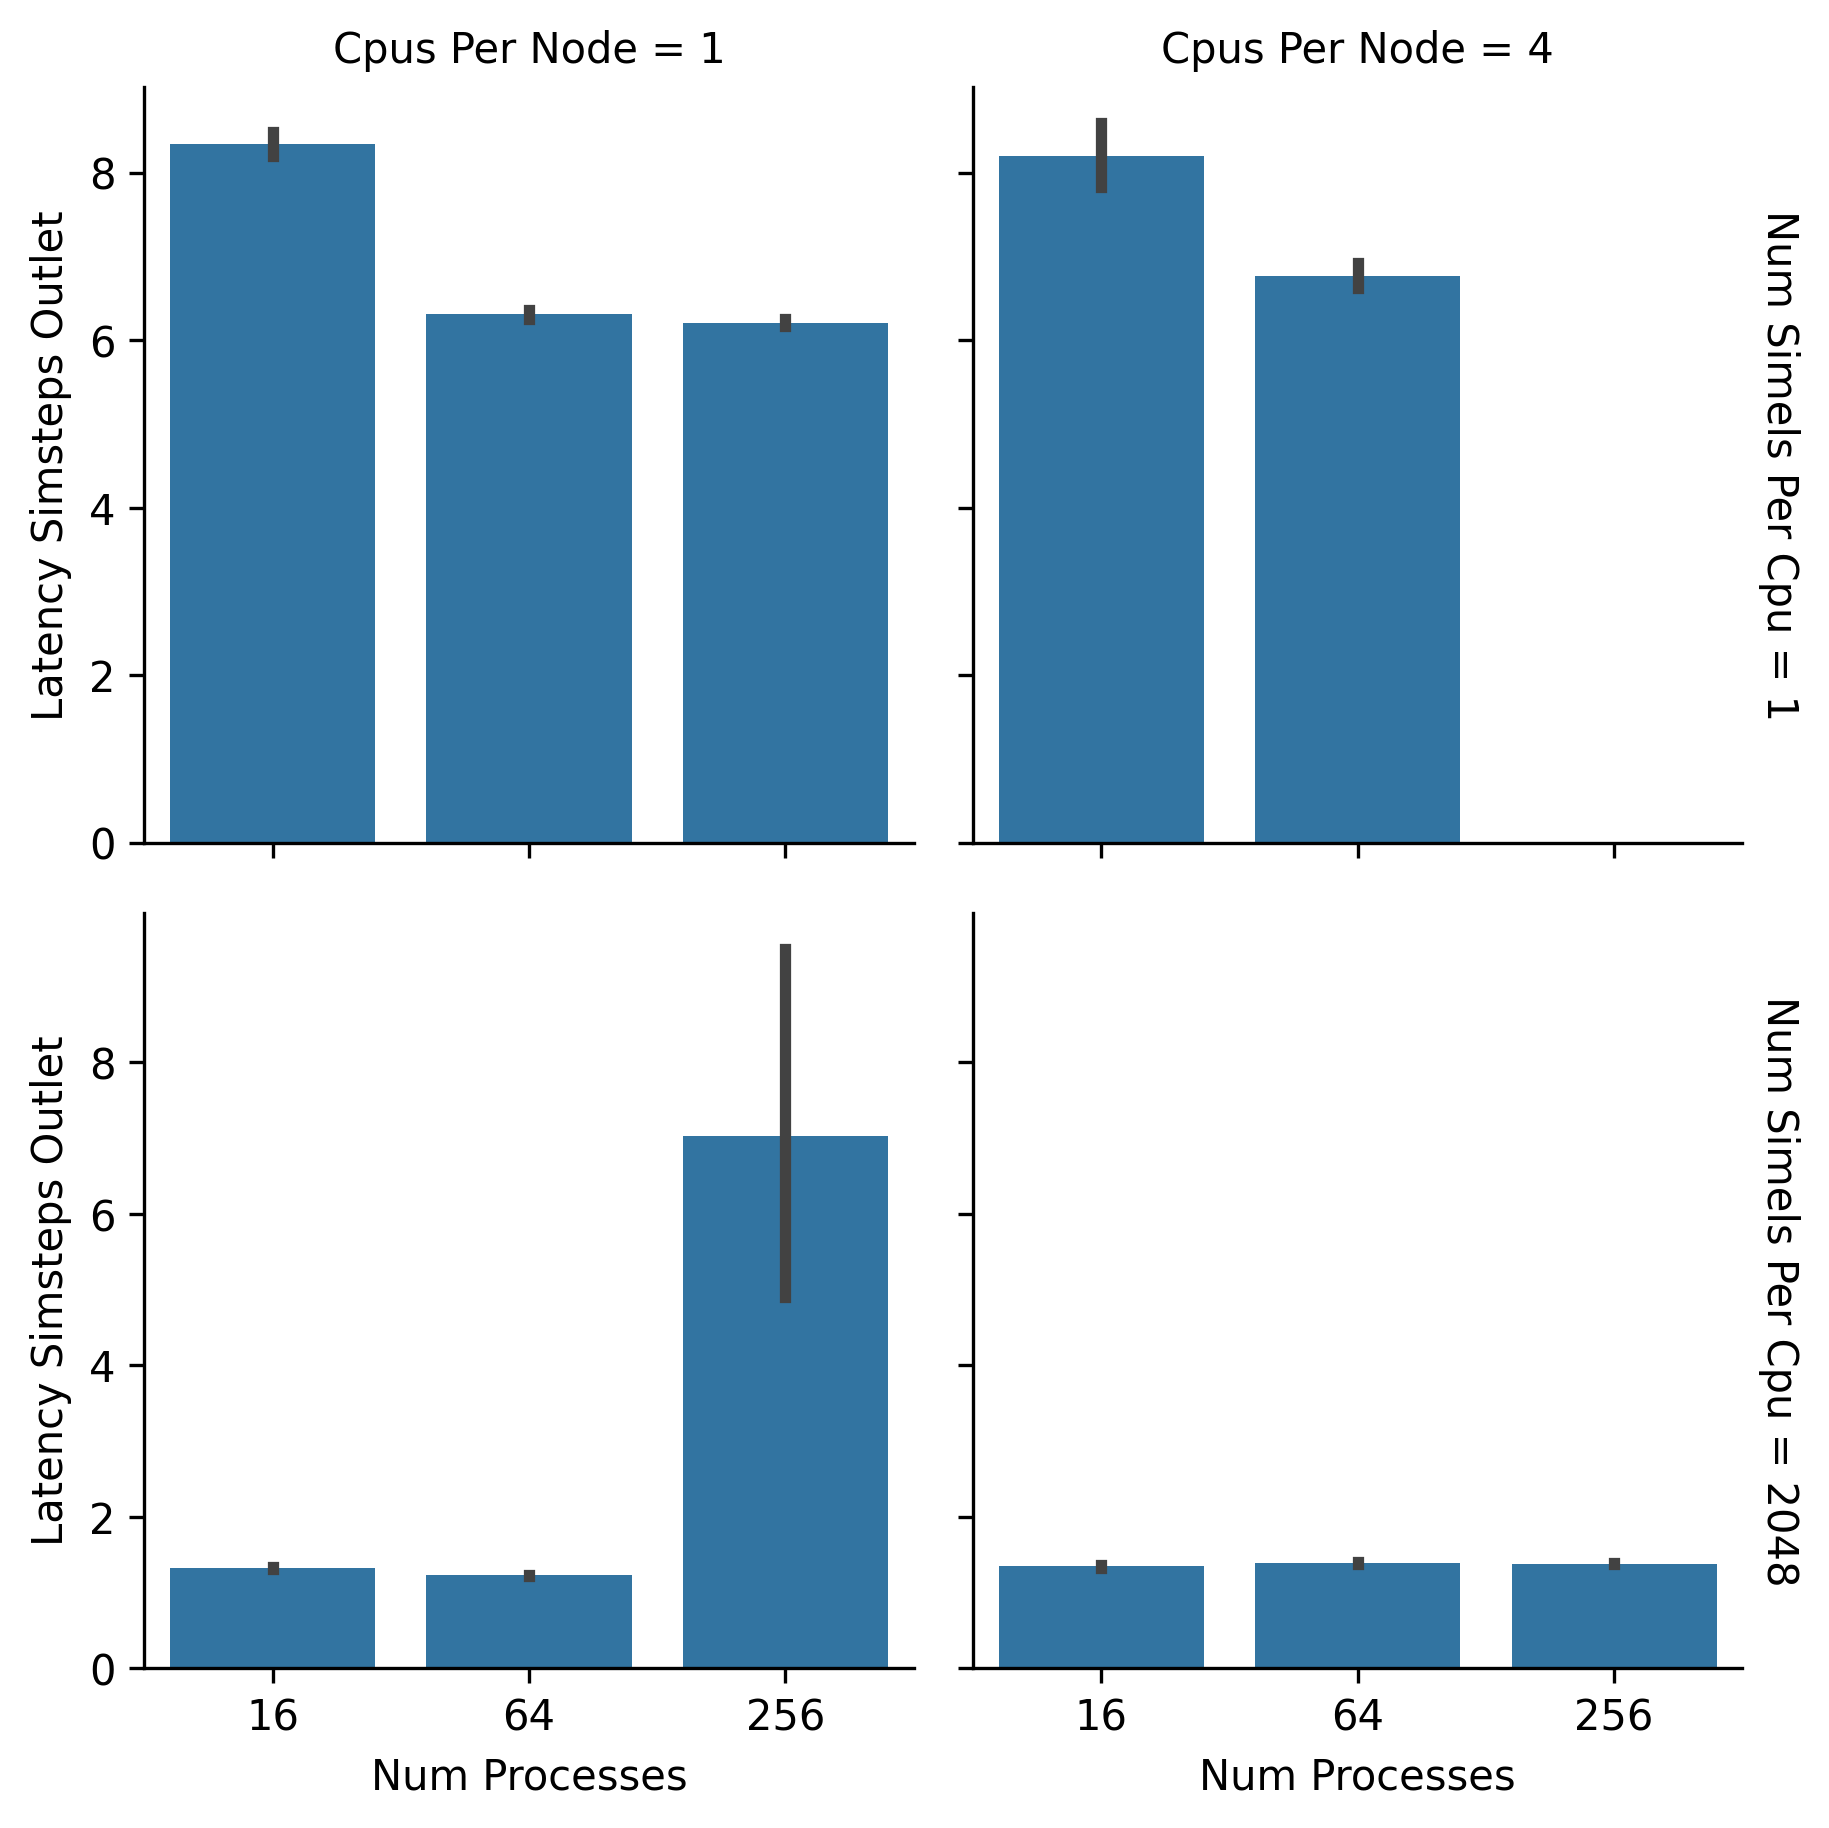 Cpus Per Node = 1
Cpus Per Node = 4
Latency Simsteps Outlet
8
6
4
2
0
Num Simels Per Cpu = 1
Latency Simsteps Outlet
8
6
4
2
0
Num Simels Per Cpu = 2048
16 64 256
16 64 256
Num Processes
Num Processes